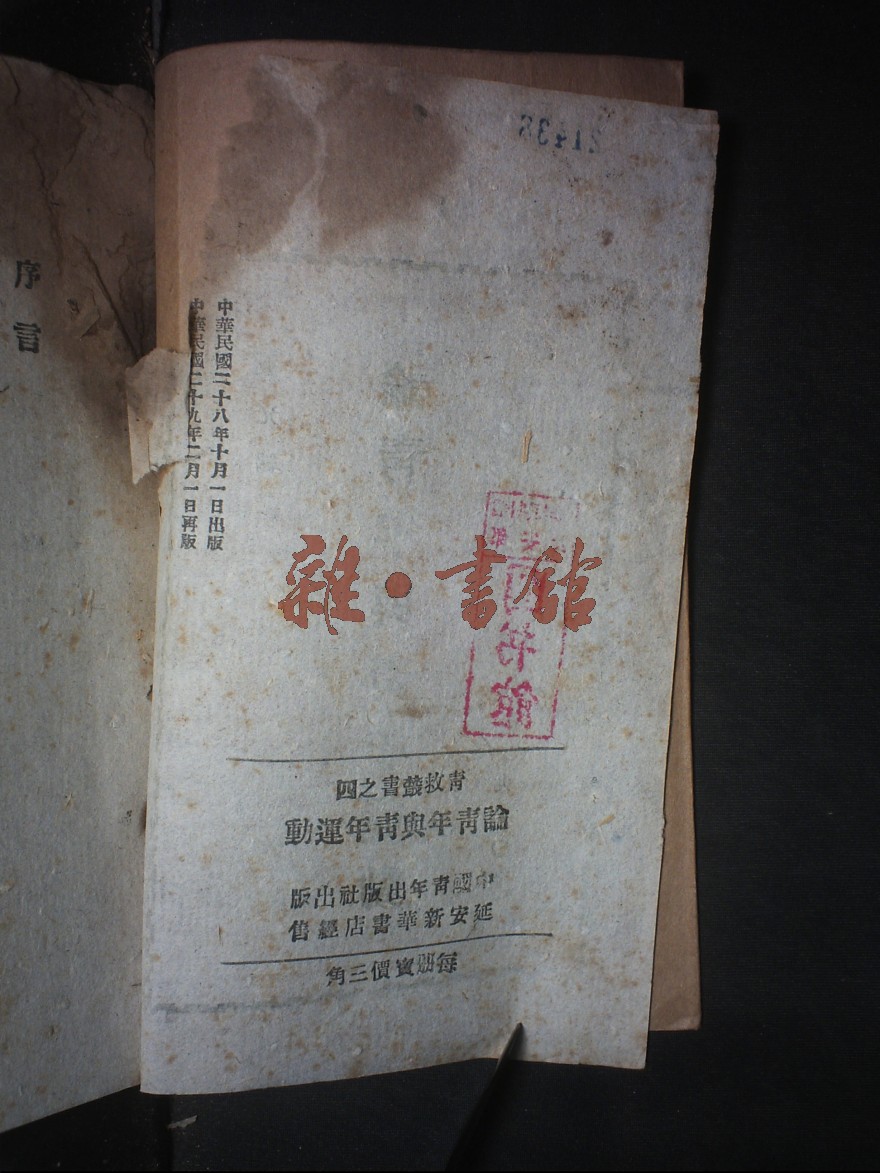 序言
中華民國二十八年十月一日出版
中華民國二十九年二月一日再版
雜·書館
青救叢書之四
論青年與青年運動
中國青年出版社出版
延安新華書店經售
每册實價三角